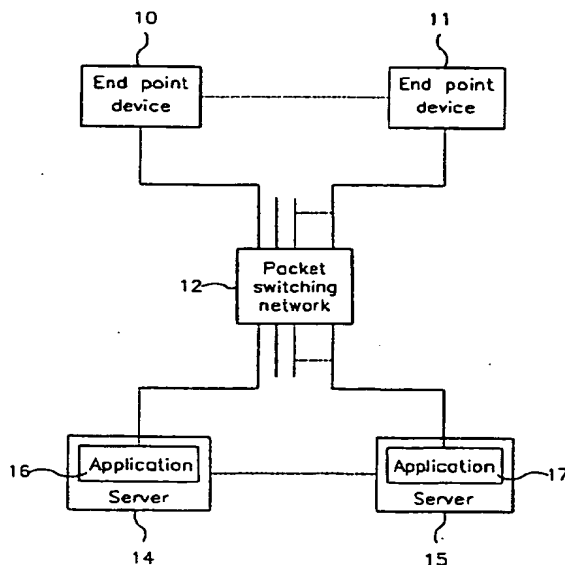 10
11
End point
device
End point
device
12
Packet
switching
network
16
Application
Server
14
Application
17
Server
15